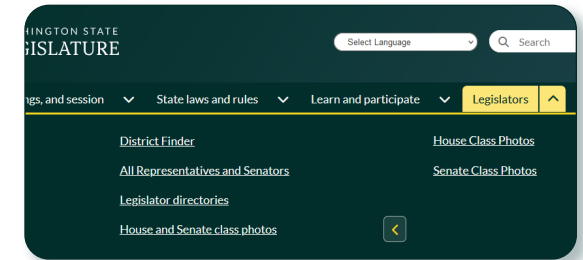 HINGTON STATE
GISLATURE
Select Language
Search
ngs, and session
State laws and rules
Learn and participate
Legislators
District Finder
House Class Photos
All Representatives and Senators
Senate Class Photos
Legislator directories
House and Senate class photos